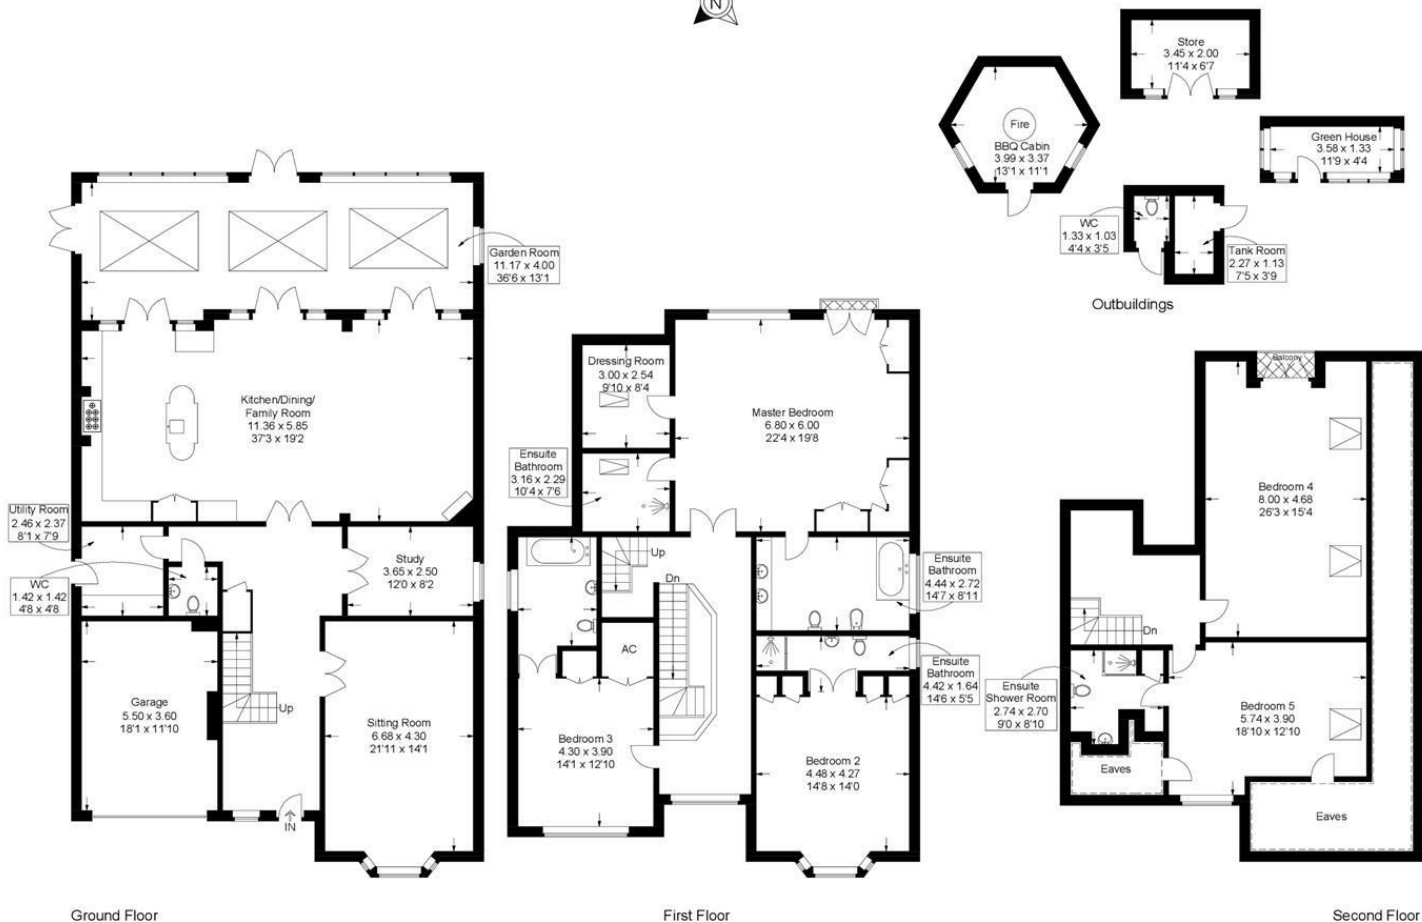 N
Store
3.45 x 2.00
11'4 x 6'7
Fire
BBQ Cabin
3.99 x 3.37
13'1 x 11'1
Green House
3.58 x 1.33
11'9 x 4'4
WC
1.33 x 1.03
4'4 x 3'5
Tank Room
2.27 x 1.13
7'5 x 3'9
Outbuildings
Garden Room
11.17 x 4.00
36'6 x 13'1
Kitchen/Dining/
Family Room
11.36 x 5.85
37'3 x 19'2
Utility Room
2.46 x 2.37
8'1 x 7'9
WC
1.42 x 1.42
4'8 x 4'8
Study
3.65 x 2.50
12'0 x 8'2
Garage
5.50 x 3.60
18'1 x 11'10
Up
Sitting Room
6.68 x 4.30
21'11 x 14'1
IN
Ground Floor
Dressing Room
3.00 x 2.54
9'10 x 8'4
Master Bedroom
6.80 x 6.00
22'4 x 19'8
Ensuite
Bathroom
3.16 x 2.29
10'4 x 7'6
Up
Dn
Ensuite
Bathroom
4.44 x 2.72
14'7 x 8'11
AC
Ensuite
Bathroom
4.42 x 1.64
14'6 x 5'5
Bedroom 3
4.30 x 3.90
14'1 x 12'10
Bedroom 2
4.48 x 4.27
14'8 x 14'0
First Floor
Balcony
Bedroom 4
8.00 x 4.68
26'3 x 15'4
Dn
Ensuite
Shower Room
2.74 x 2.70
9'0 x 8'10
Bedroom 5
5.74 x 3.90
18'10 x 12'10
Eaves
Eaves
Second Floor